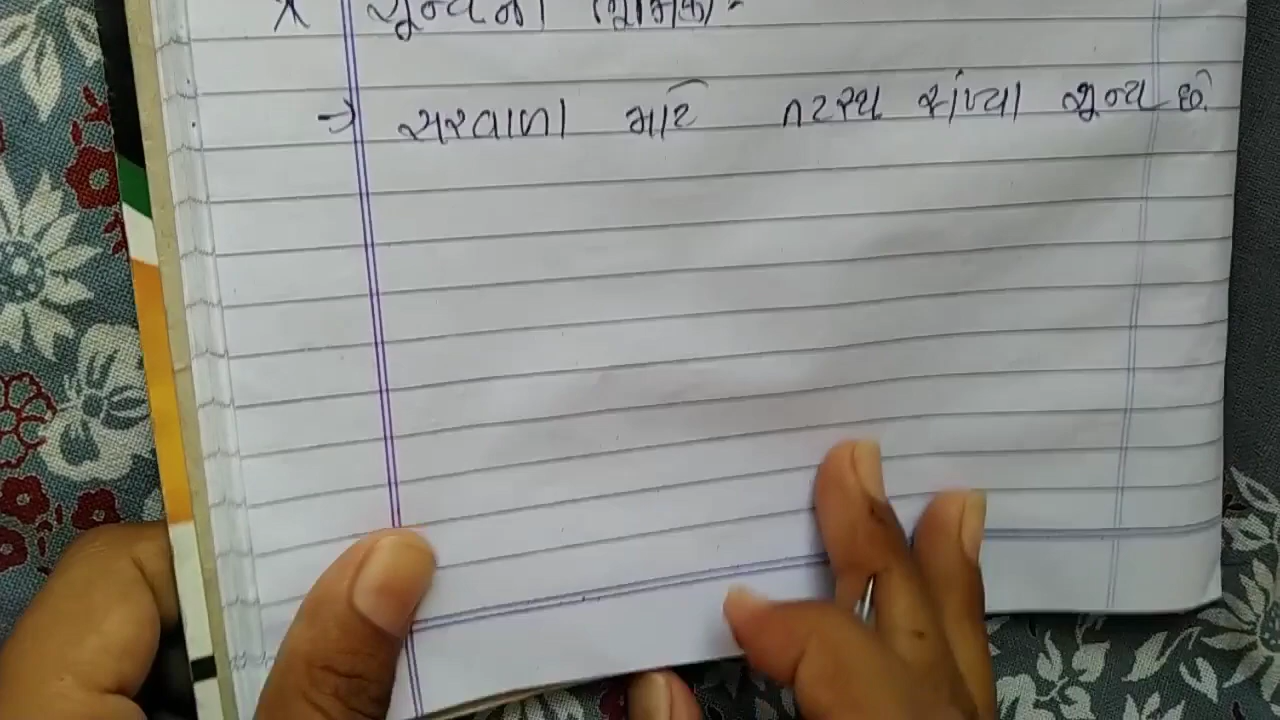 * શૂન્યની ભૂમિકા :-
→ સરવાળા માટે તટસ્થ સંખ્યા શૂન્ય છે